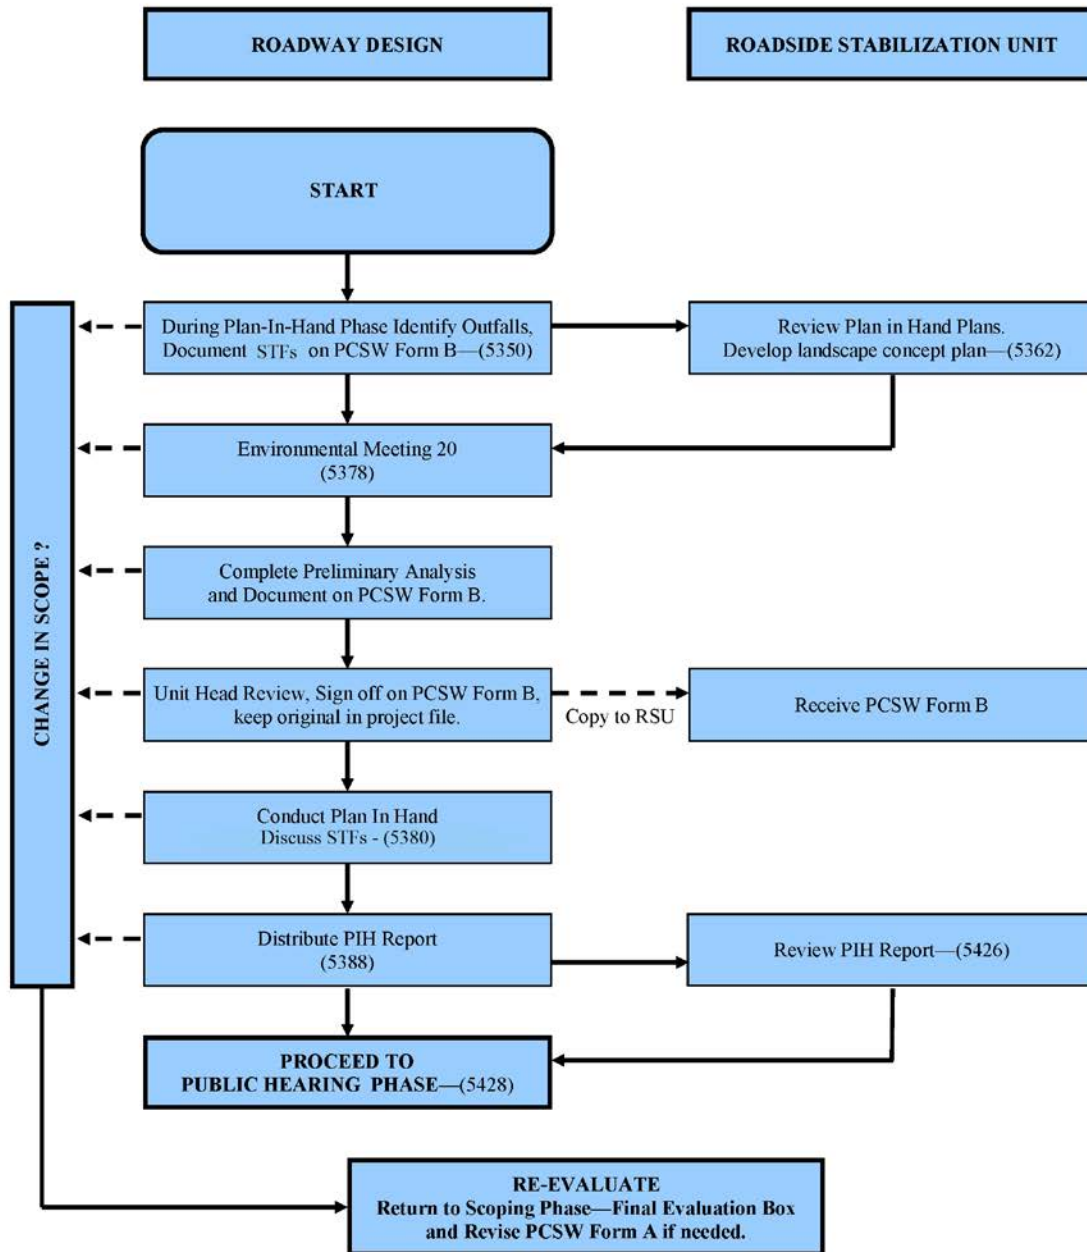 ROADWAY DESIGN
ROADSIDE STABILIZATION UNIT
START
During Plan-In-Hand Phase Identify Outfalls,
Document STFs on PCSW Form B—(5350)
Review Plan in Hand Plans.
Develop landscape concept plan—(5362)
CHANGE IN SCOPE ?
Environmental Meeting 20
(5378)
Complete Preliminary Analysis
and Document on PCSW Form B.
Unit Head Review, Sign off on PCSW Form B,
keep original in project file.
Copy to RSU
Receive PCSW Form B
Conduct Plan In Hand
Discuss STFs - (5380)
Distribute PIH Report
(5388)
Review PIH Report—(5426)
PROCEED TO
PUBLIC HEARING PHASE—(5428)
RE-EVALUATE
Return to Scoping Phase—Final Evaluation Box
and Revise PCSW Form A if needed.